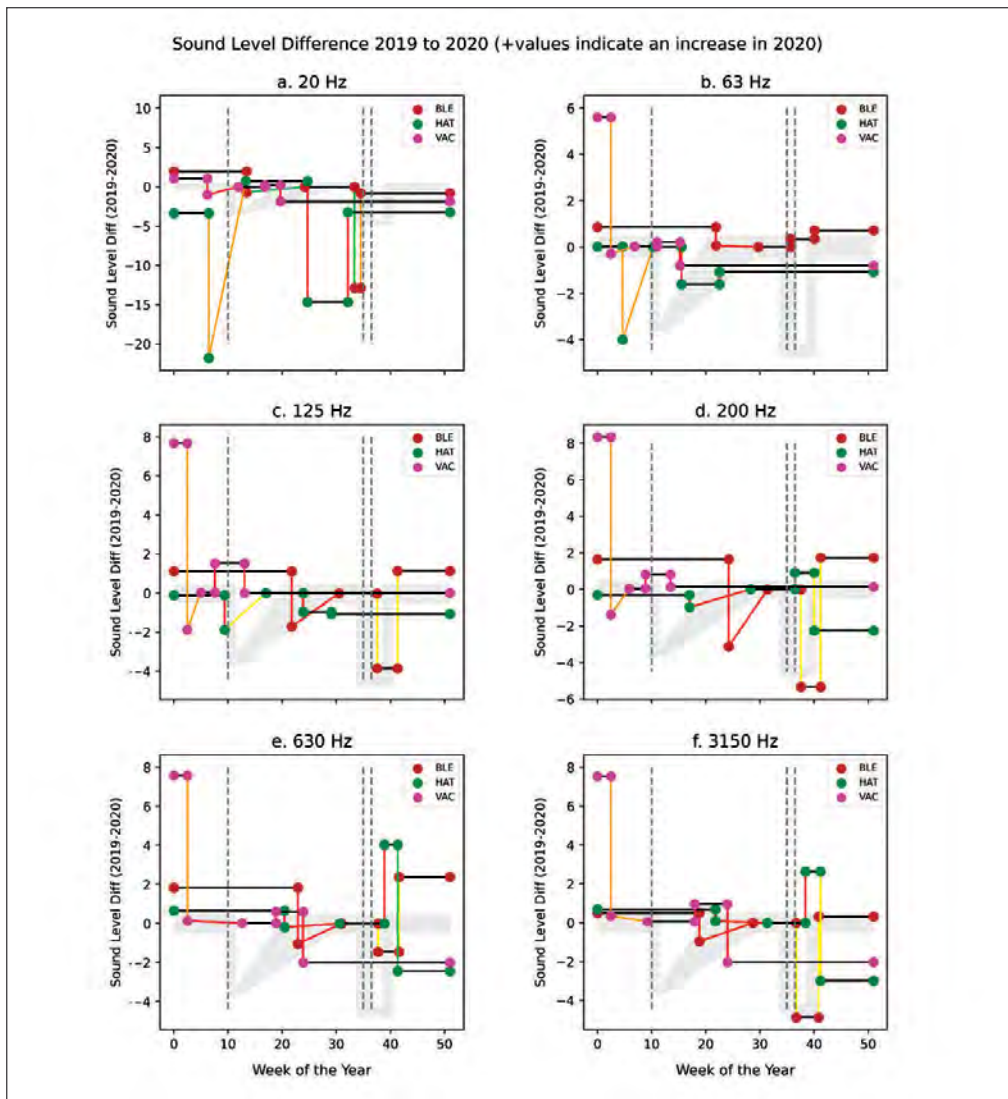 Sound Level Difference 2019 to 2020 (+values indicate an increase in 2020)
a. 20 Hz
10
5
0
−5
−10
−15
−20
Sound Level Diff (2019-2020)
BLE
HAT
VAC
b. 63 Hz
6
4
2
0
−2
−4
Sound Level Diff (2019-2020)
BLE
HAT
VAC
c. 125 Hz
8
6
4
2
0
−2
−4
Sound Level Diff (2019-2020)
BLE
HAT
VAC
d. 200 Hz
8
6
4
2
0
−2
−4
−6
Sound Level Diff (2019-2020)
BLE
HAT
VAC
e. 630 Hz
8
6
4
2
0
−2
−4
Sound Level Diff (2019-2020)
BLE
HAT
VAC
0 10 20 30 40 50
Week of the Year
f. 3150 Hz
8
6
4
2
0
−2
−4
Sound Level Diff (2019-2020)
BLE
HAT
VAC
0 10 20 30 40 50
Week of the Year